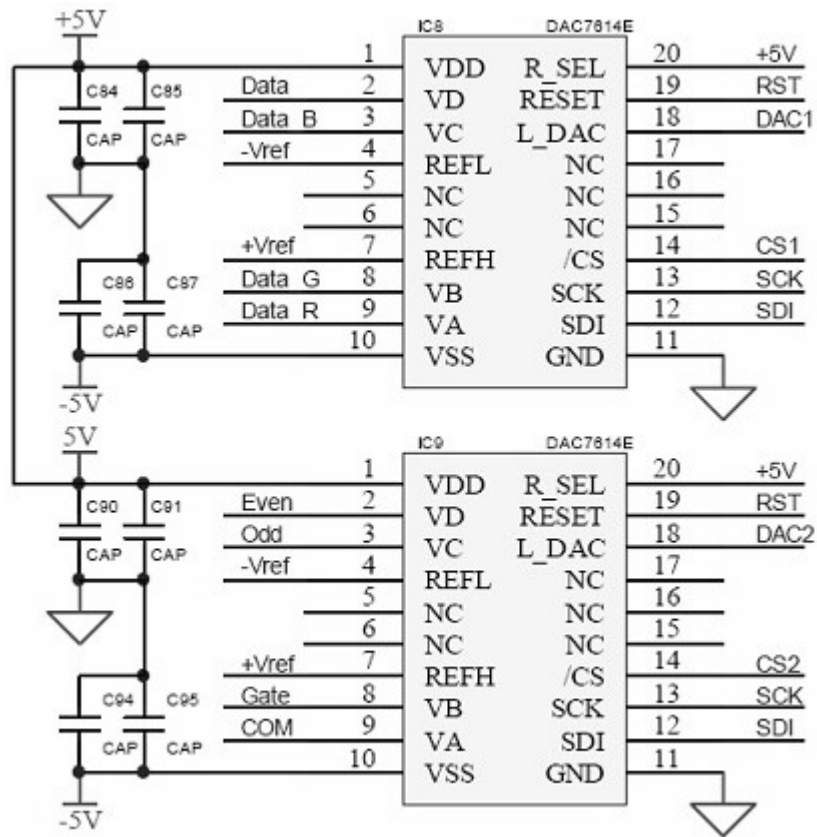 +5V IC8 DAC7614E
1 VDD R_SEL 20 +5V
C84 C85 Data 2 VD RESET 19 RST
CAP CAP Data B 3 VC L_DAC 18 DAC1
-Vref 4 REFL NC 17
5 NC NC 16
6 NC NC 15
+Vref 7 REFH /CS 14 CS1
C86 C87 Data G 8 VB SCK 13 SCK
CAP CAP Data R 9 VA SDI 12 SDI
10 VSS GND 11
-5V
5V IC9 DAC7614E
1 VDD R_SEL 20 +5V
C90 C91 Even 2 VD RESET 19 RST
CAP CAP Odd 3 VC L_DAC 18 DAC2
-Vref 4 REFL NC 17
5 NC NC 16
6 NC NC 15
+Vref 7 REFH /CS 14 CS2
C94 C95 Gate 8 VB SCK 13 SCK
CAP CAP COM 9 VA SDI 12 SDI
10 VSS GND 11
-5V